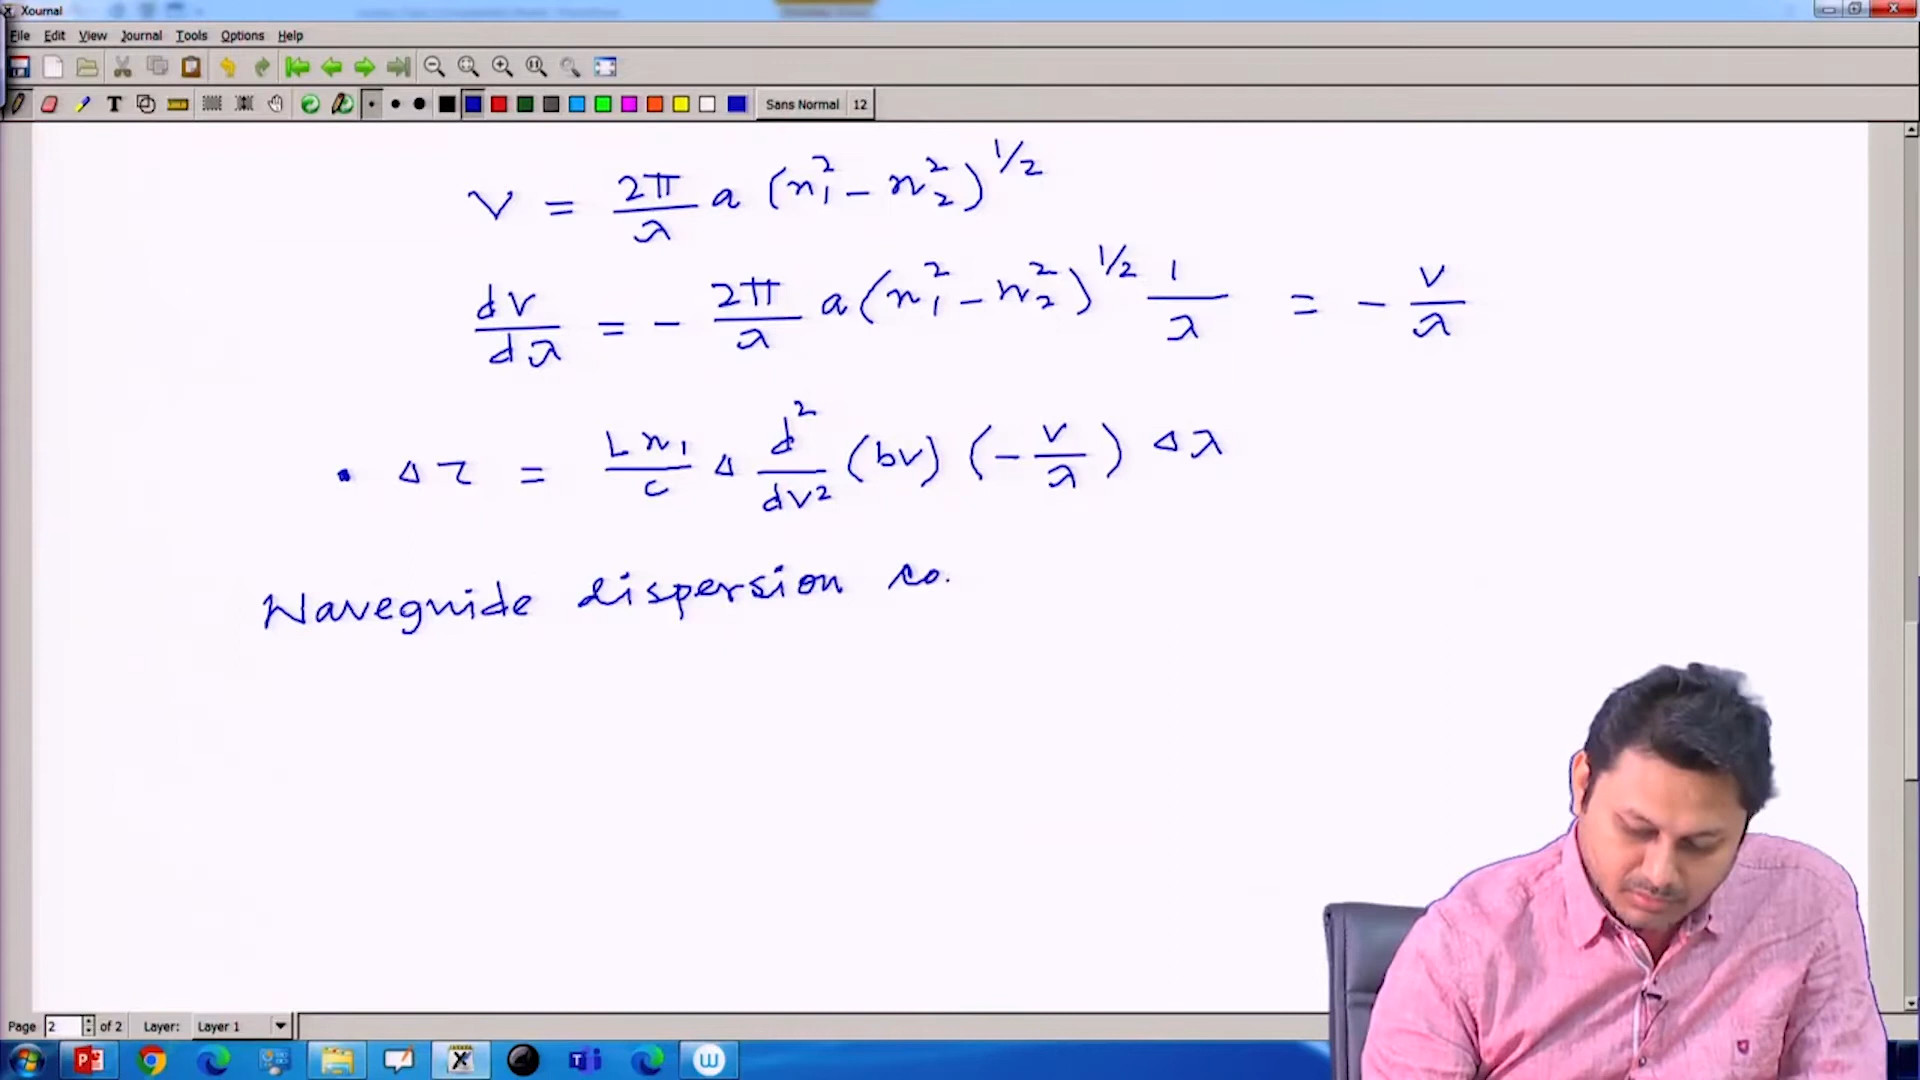 Xournal
File Edit View Journal Tools Options Help
Sans Normal 12
V = 2π/λ a (n₁² − n₂²)^1/2
dV/dλ = − 2π/λ a (n₁² − n₂²)^1/2 1/λ = − V/λ
Δτ = L n₁/c Δ d²/dV² (bV) (− V/λ) Δλ
Waveguide dispersion co.
Page 2 of 2 Layer: Layer 1